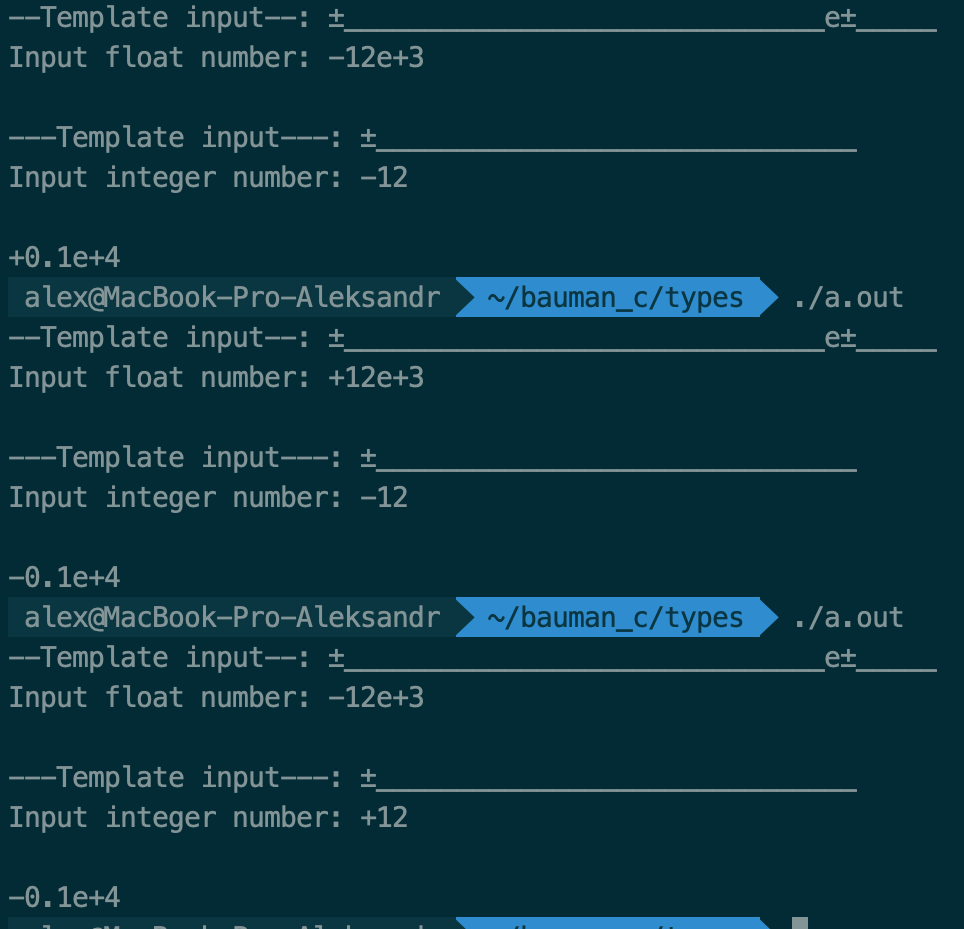 --Template input--: ±______________________________e±_____
Input float number: -12e+3
---Template input---: ±______________________________
Input integer number: -12
+0.1e+4
alex@MacBook-Pro-Aleksandr ~/bauman_c/types ./a.out
--Template input--: ±______________________________e±_____
Input float number: +12e+3
---Template input---: ±______________________________
Input integer number: -12
-0.1e+4
alex@MacBook-Pro-Aleksandr ~/bauman_c/types ./a.out
--Template input--: ±______________________________e±_____
Input float number: -12e+3
---Template input---: ±______________________________
Input integer number: +12
-0.1e+4